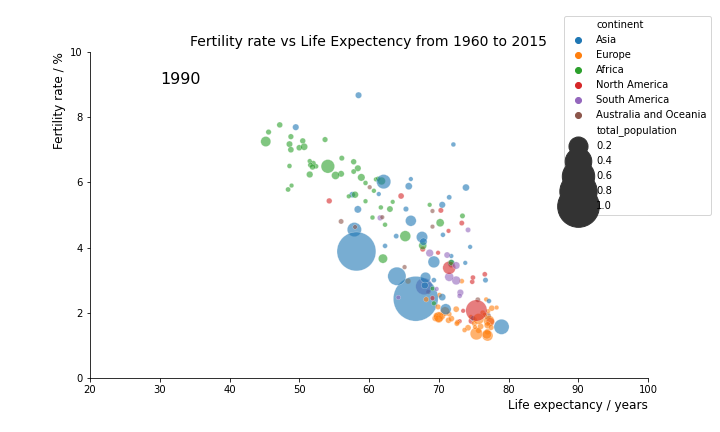 Fertility rate vs Life Expectency from 1960 to 2015
1990
Fertility rate / %
10
8
6
4
2
0
20
30
40
50
60
70
80
90
100
Life expectancy / years
continent
Asia
Europe
Africa
North America
South America
Australia and Oceania
total_population
0.2
0.4
0.6
0.8
1.0